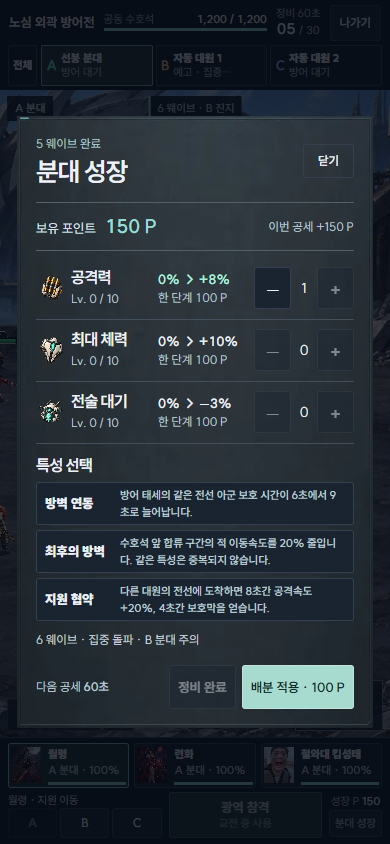 노심 외곽 방어전
공동 수호석 1,200 / 1,200
정비 60초
05 / 30
나가기
전체
A 선봉 분대
방어 대기
B 자동 대원 1
예고 · 집중…
C 자동 대원 2
방어 대기
A 분대
6 웨이브 · B 진지
5 웨이브 완료
분대 성장
닫기
보유 포인트 150 P
이번 공세 +150 P
공격력
Lv. 0 / 10
0% > +8%
한 단계 100 P
— 1 +
최대 체력
Lv. 0 / 10
0% > +10%
한 단계 100 P
— 0 +
전술 대기
Lv. 0 / 10
0% > −3%
한 단계 100 P
— 0 +
특성 선택
방벽 연동
방어 태세의 같은 전선 아군 보호 시간이 6초에서 9
초로 늘어납니다.
최후의 방벽
수호석 앞 합류 구간의 적 이동속도를 20% 줄입니
다. 같은 특성은 중복되지 않습니다.
지원 협약
다른 대원의 전선에 도착하면 8초간 공격속도
+20%, 4초간 보호막을 얻습니다.
6 웨이브 · 집중 돌파 · B 분대 주의
다음 공세 60초
정비 완료
배분 적용 · 100 P
월령
A 분대 · 100%
련화
A 분대 · 100%
철의대 김성태
A 분대 · 100%
월령 · 지원 이동
A
B
C
광역 참격
교전 중 사용
성장 P 150
분대 성장